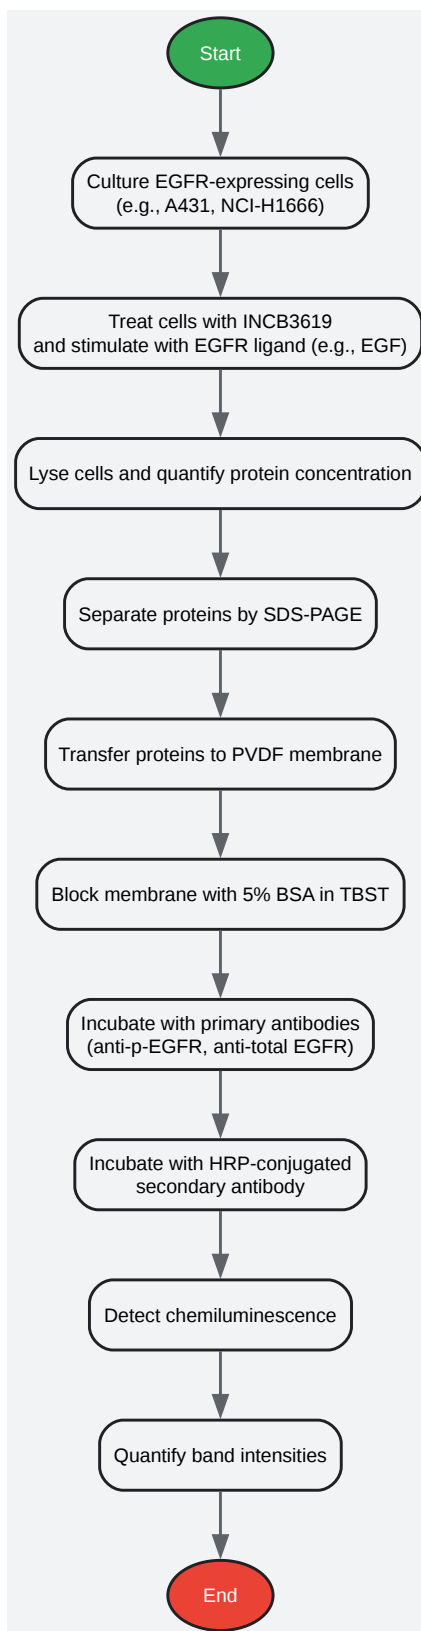 Start
Culture EGFR-expressing cells
(e.g., A431, NCI-H1666)
Treat cells with INCB3619
and stimulate with EGFR ligand (e.g., EGF)
Lyse cells and quantify protein concentration
Separate proteins by SDS-PAGE
Transfer proteins to PVDF membrane
Block membrane with 5% BSA in TBST
Incubate with primary antibodies
(anti-p-EGFR, anti-total EGFR)
Incubate with HRP-conjugated
secondary antibody
Detect chemiluminescence
Quantify band intensities
End